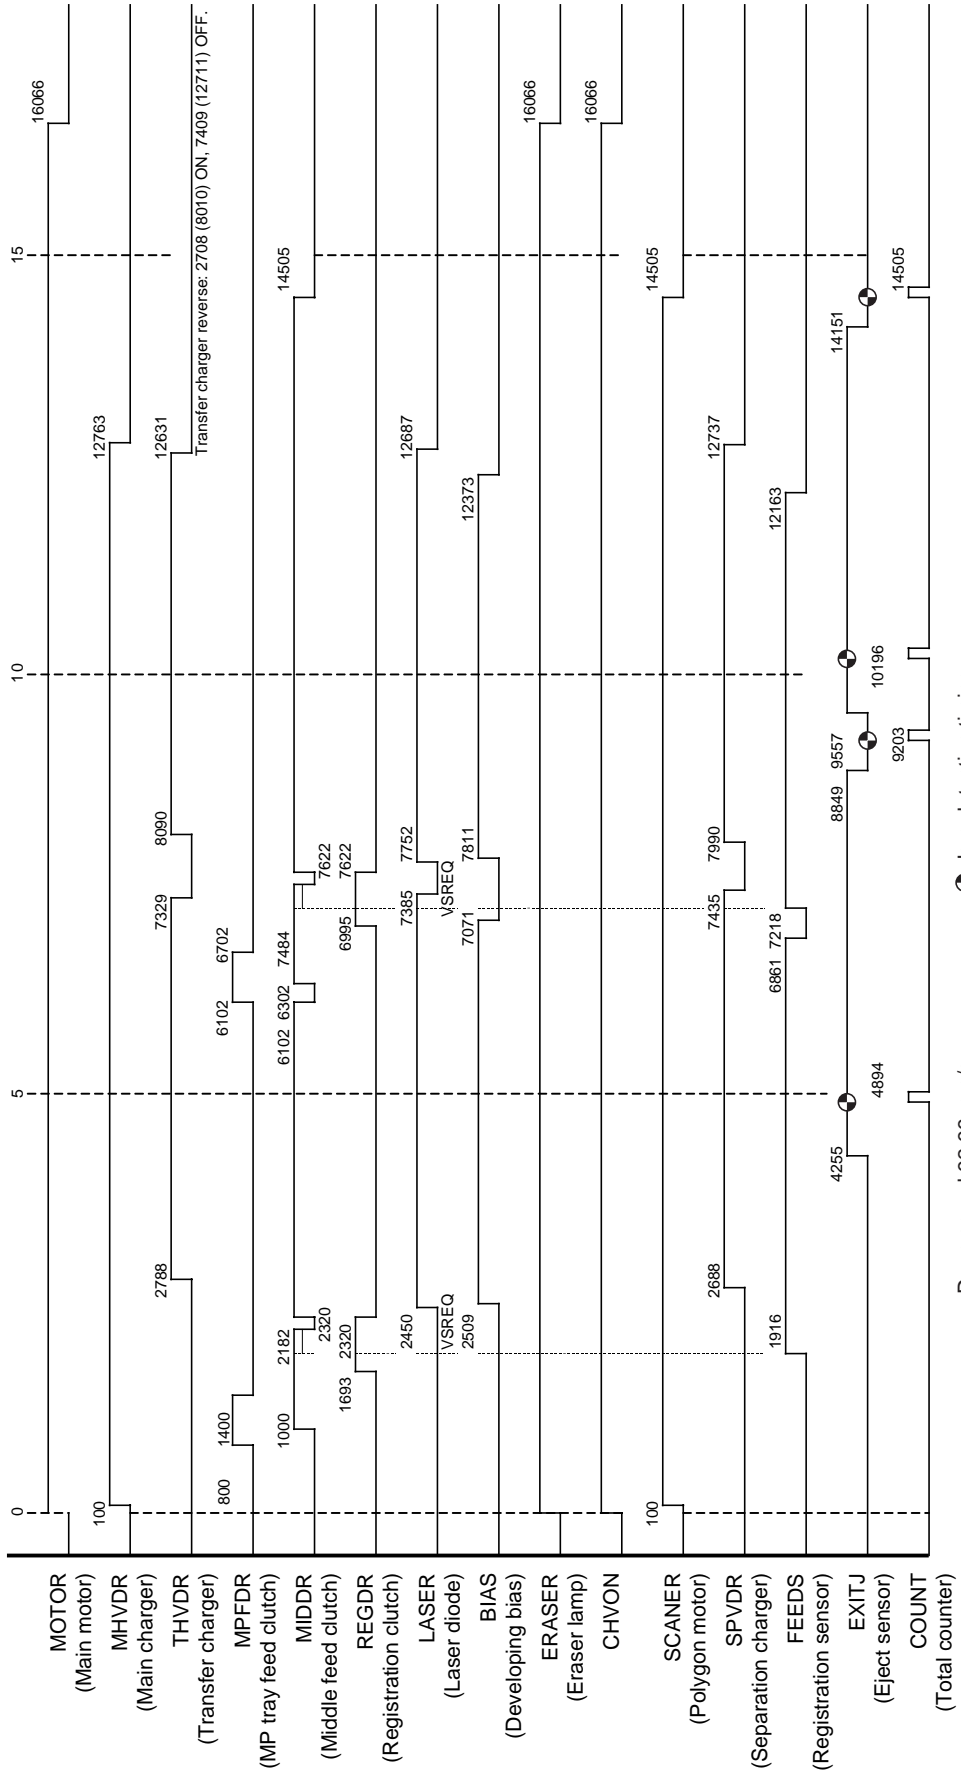 0
5
10
15
MOTOR
(Main motor)
16066
MHVDR
(Main charger)
100
12763
THVDR
(Transfer charger)
2788
7329
8090
12631
Transfer charger reverse: 2708 (8010) ON, 7409 (12711) OFF.
MPFDR
(MP tray feed clutch)
800
1400
6102
6702
MIDDR
(Middle feed clutch)
1000
2182
2320
6102
6302
7484
7622
14505
REGDR
(Registration clutch)
1693
2320
6995
7622
LASER
(Laser diode)
2450
VSREQ
7385
7752
VSREQ
12687
BIAS
(Developing bias)
2509
7071
7811
12373
ERASER
(Eraser lamp)
16066
CHVON
16066
SCANER
(Polygon motor)
100
14505
SPVDR
(Separation charger)
2688
7435
7990
12737
FEEDS
(Registration sensor)
1916
6861
7218
12163
EXITJ
(Eject sensor)
4255
8849
9557
14151
COUNT
(Total counter)
4894
9203
10196
14505